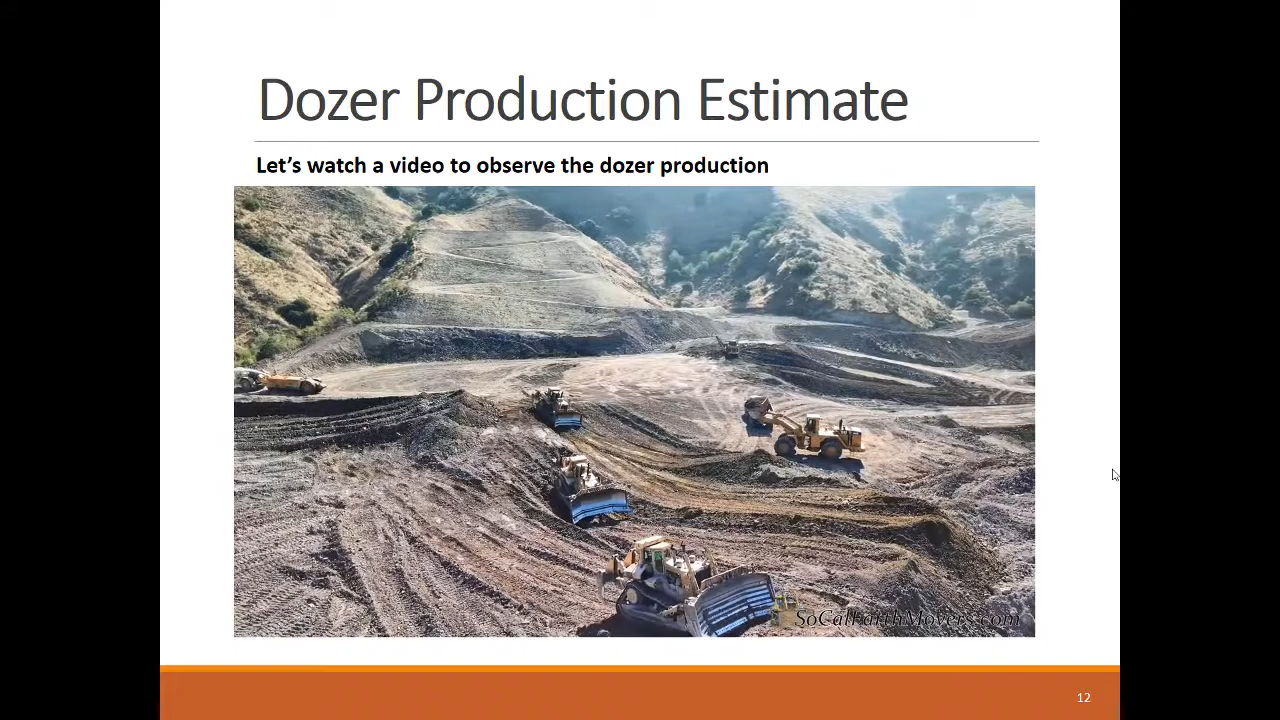 Dozer Production Estimate
Let’s watch a video to observe the dozer production
SoCalEarthMovers.com
12